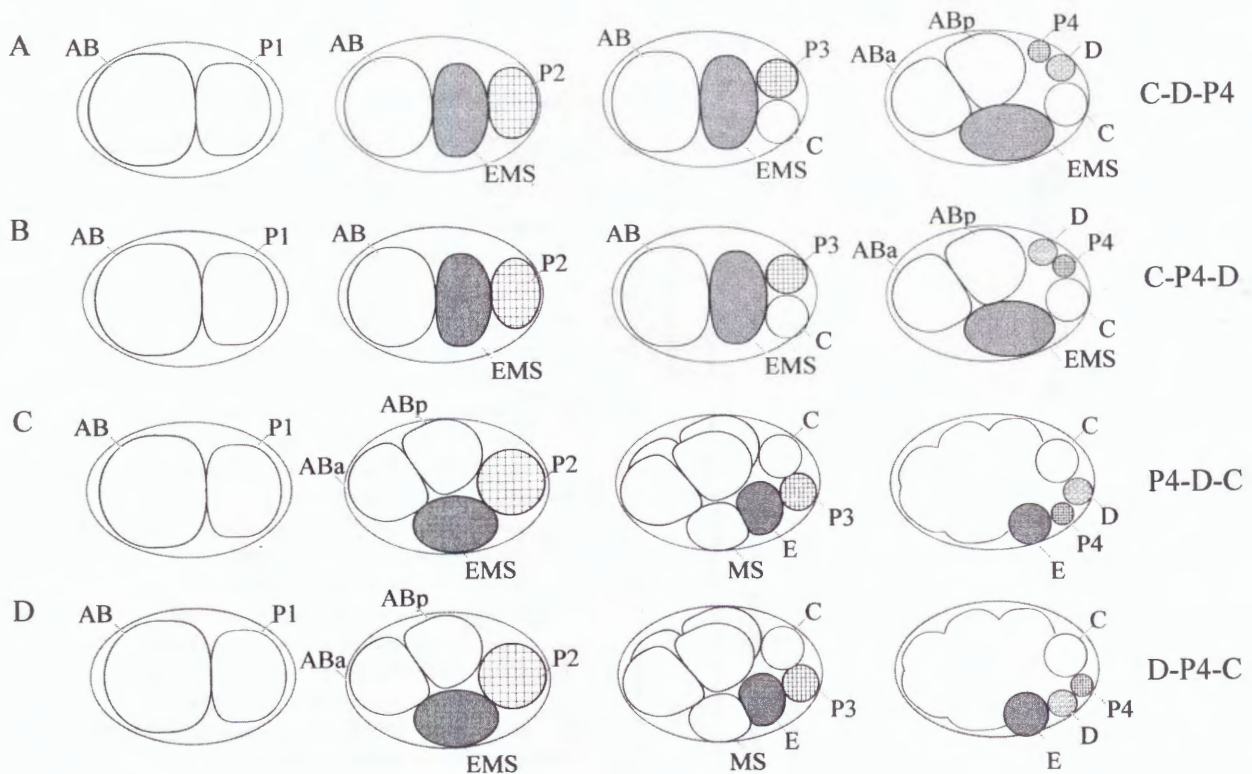 A AB P1 AB P2 EMS AB P3 C EMS ABa ABp P4 D C EMS C-D-P4
B AB P1 AB P2 EMS AB P3 C EMS ABa ABp D P4 C EMS C-P4-D
C AB P1 ABa ABp P2 EMS C P3 E MS C D P4 E P4-D-C
D AB P1 ABa ABp P2 EMS C P3 E MS C P4 D E D-P4-C